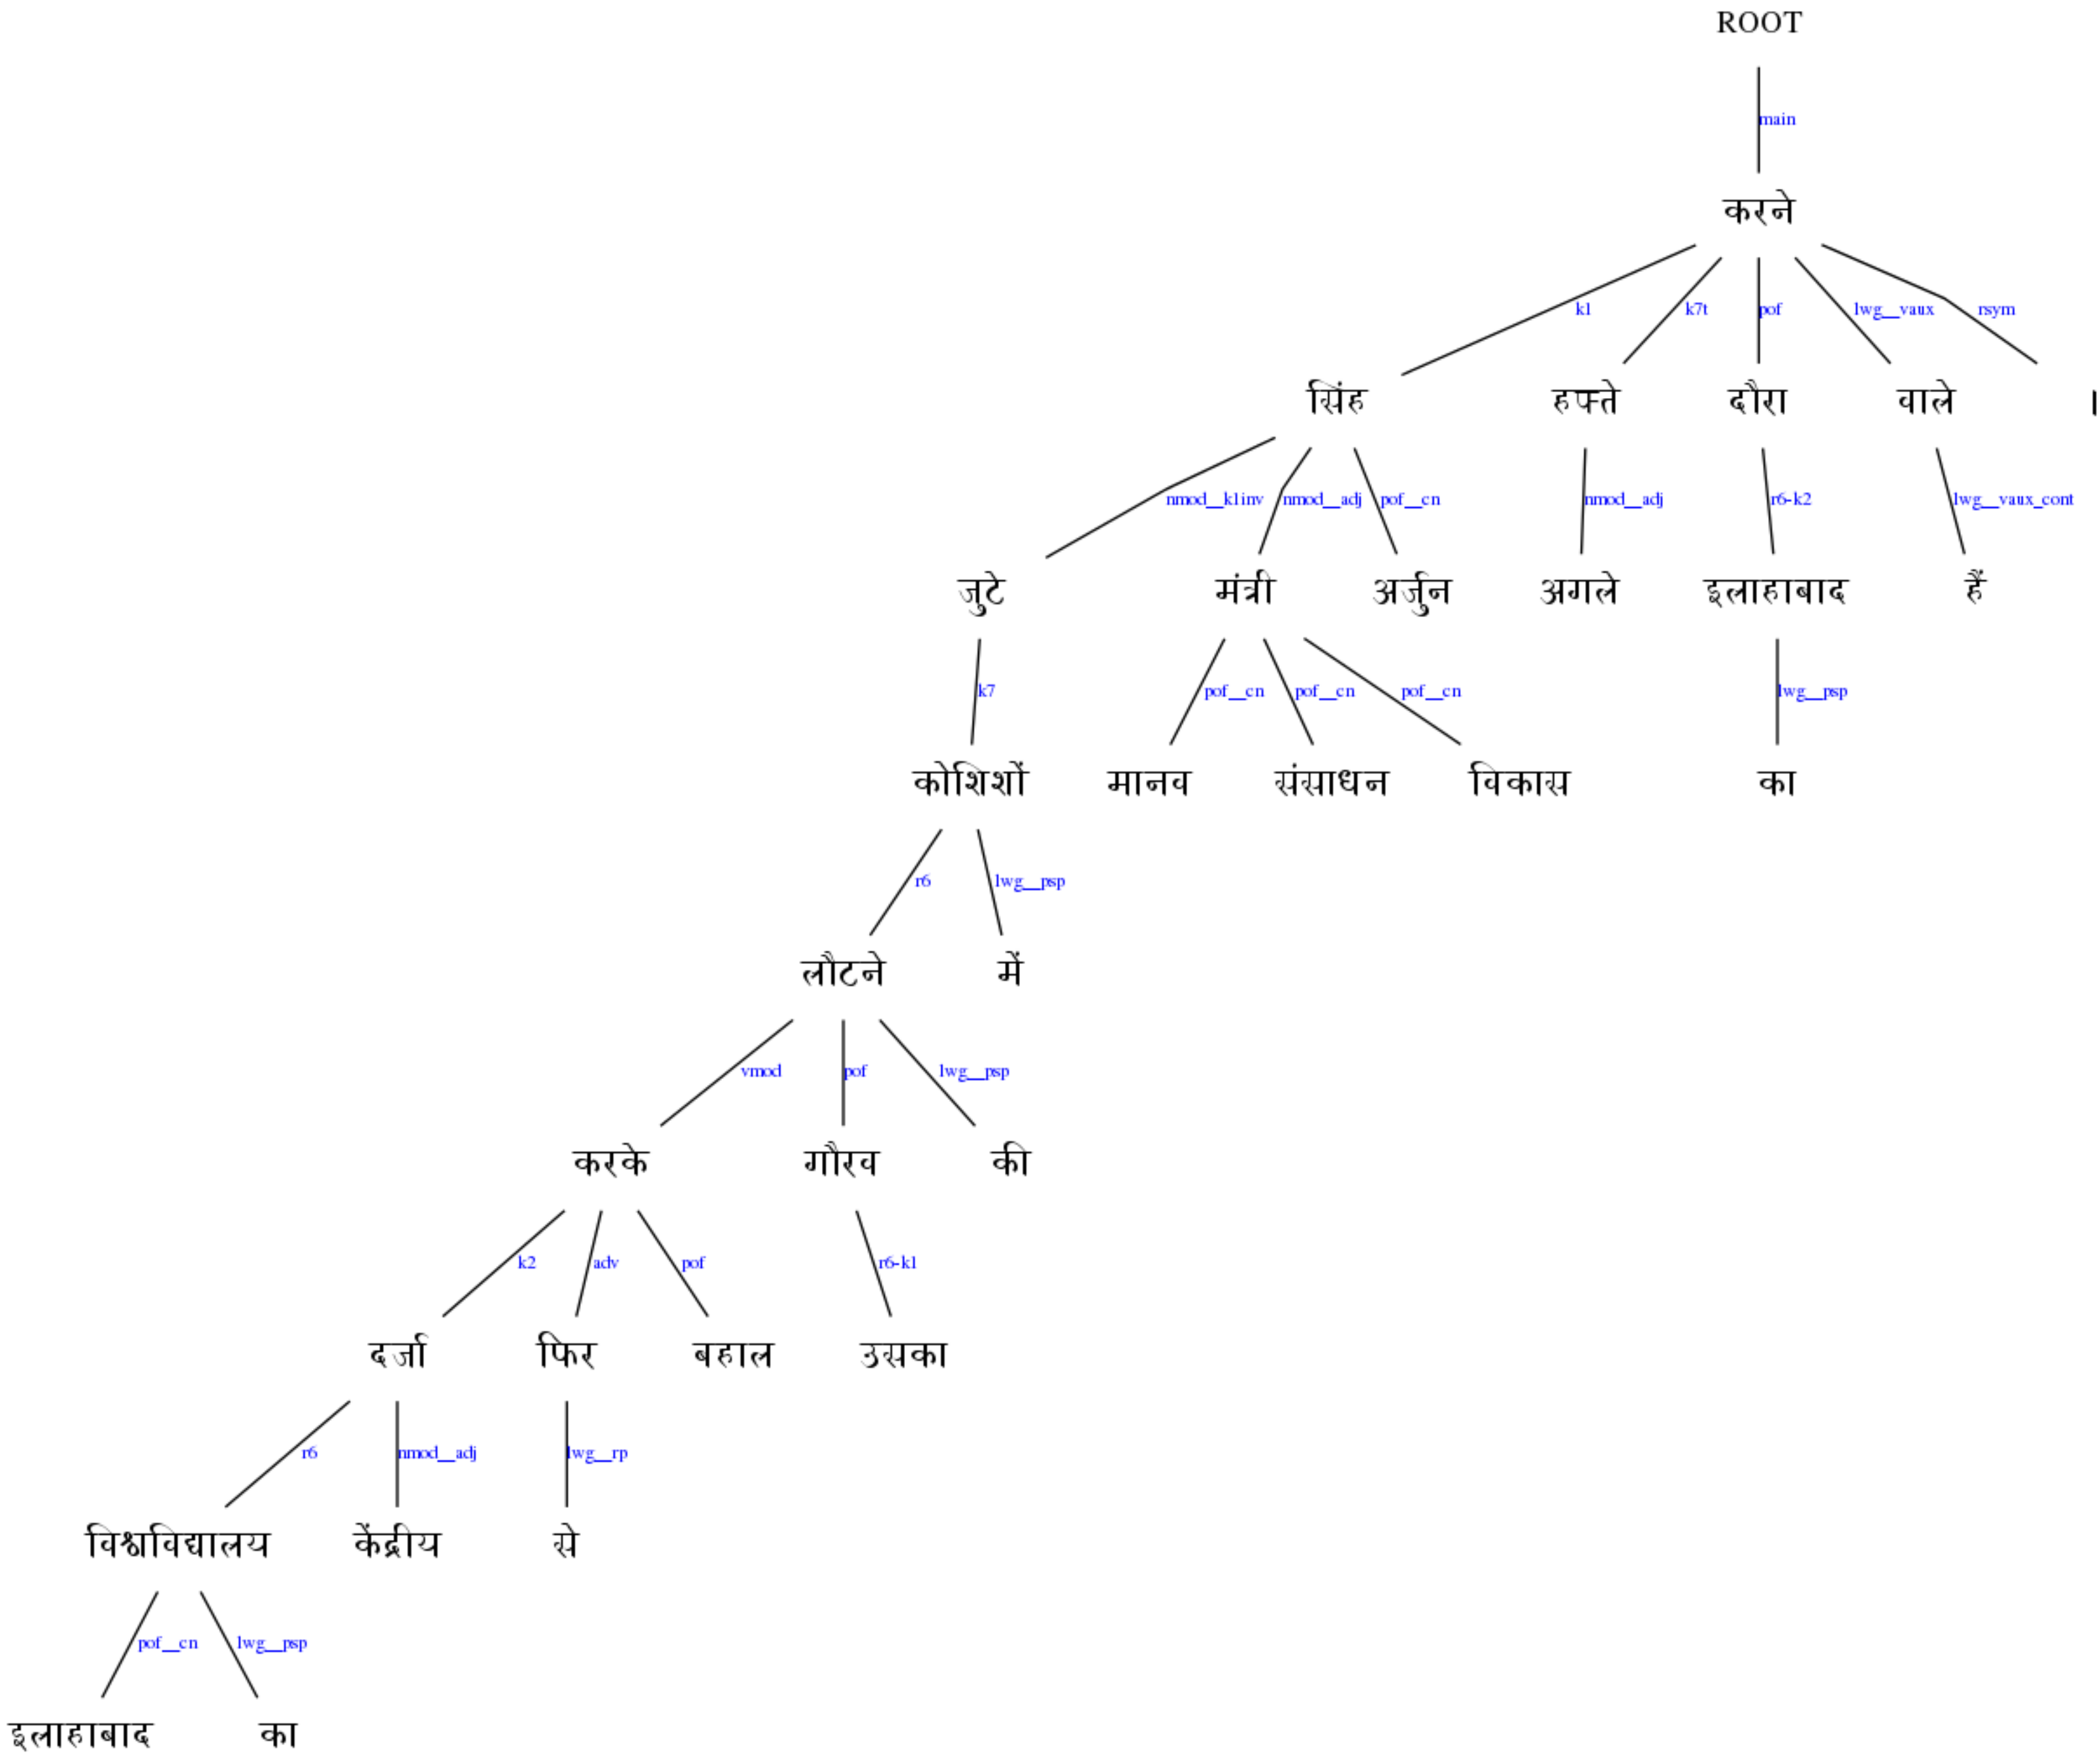 ROOT
main
करने
k1 k7t pof lwg__vaux rsym
सिंह हफ्ते दौरा वाले ।
nmod__k1inv nmod__adj pof__cn nmod__adj r6-k2 lwg__vaux_cont
जुटे मंत्री अर्जुन अगले इलाहाबाद हैं
k7 pof__cn pof__cn pof__cn lwg__psp
कोशिशों मानव संसाधन विकास का
r6 lwg__psp
लौटने में
vmod pof lwg__psp
करके गौरव की
k2 adv pof r6-k1
दर्जा फिर बहाल उसका
r6 nmod__adj lwg__rp
विश्वविद्यालय केंद्रीय से
pof__cn lwg__psp
इलाहाबाद का